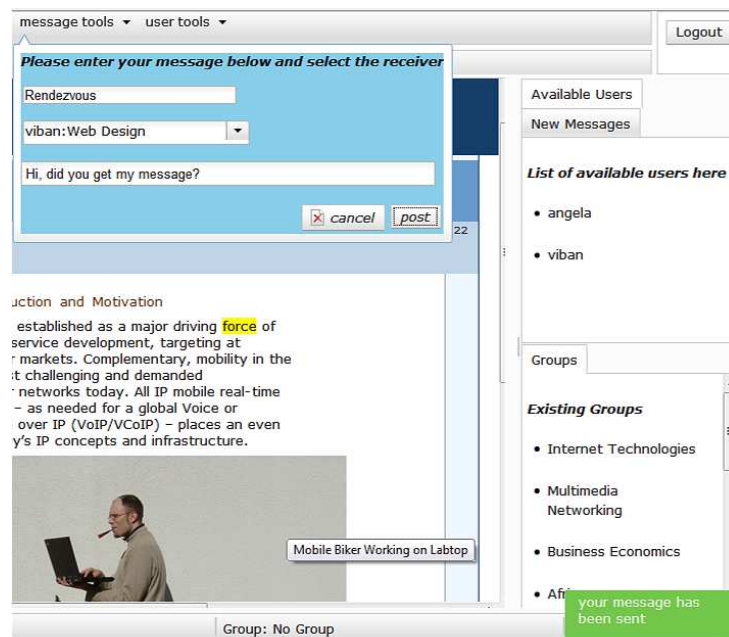 message tools user tools
Logout
Please enter your message below and select the receiver
Rendezvous
viban:Web Design
Hi, did you get my message?
cancel post
22
uction and Motivation
established as a major driving force of
service development, targeting at
r markets. Complementary, mobility in the
st challenging and demanded
r networks today. All IP mobile real-time
– as needed for a global Voice or
over IP (VoIP/VCoIP) – places an even
y's IP concepts and infrastructure.
Mobile Biker Working on Labtop
Available Users
New Messages
List of available users here
• angela
• viban
Groups
Existing Groups
• Internet Technologies
• Multimedia
Networking
• Business Economics
• Afri
your message has
been sent
Group: No Group